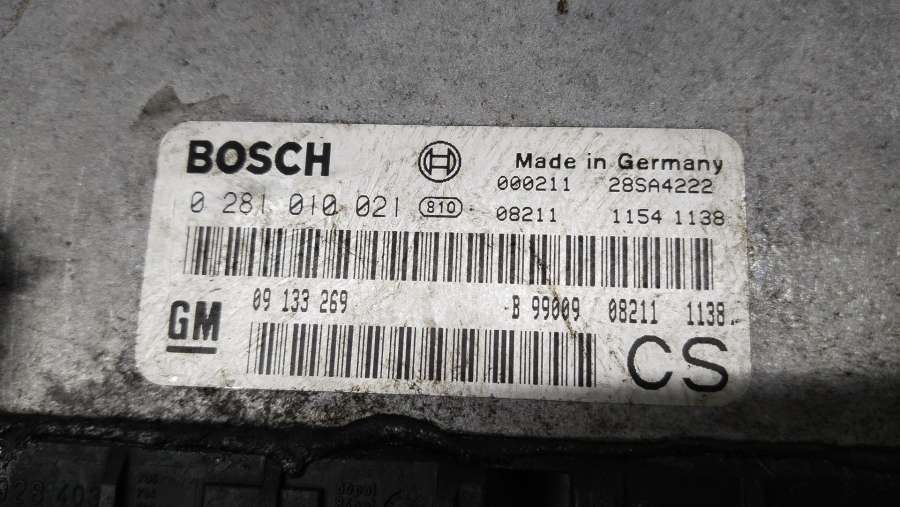 BOSCH
Made in Germany
000211 28SA4222
0 281 010 021 810 08211 1154 1138
GM 09 133 269 B 99009 08211 1138
CS